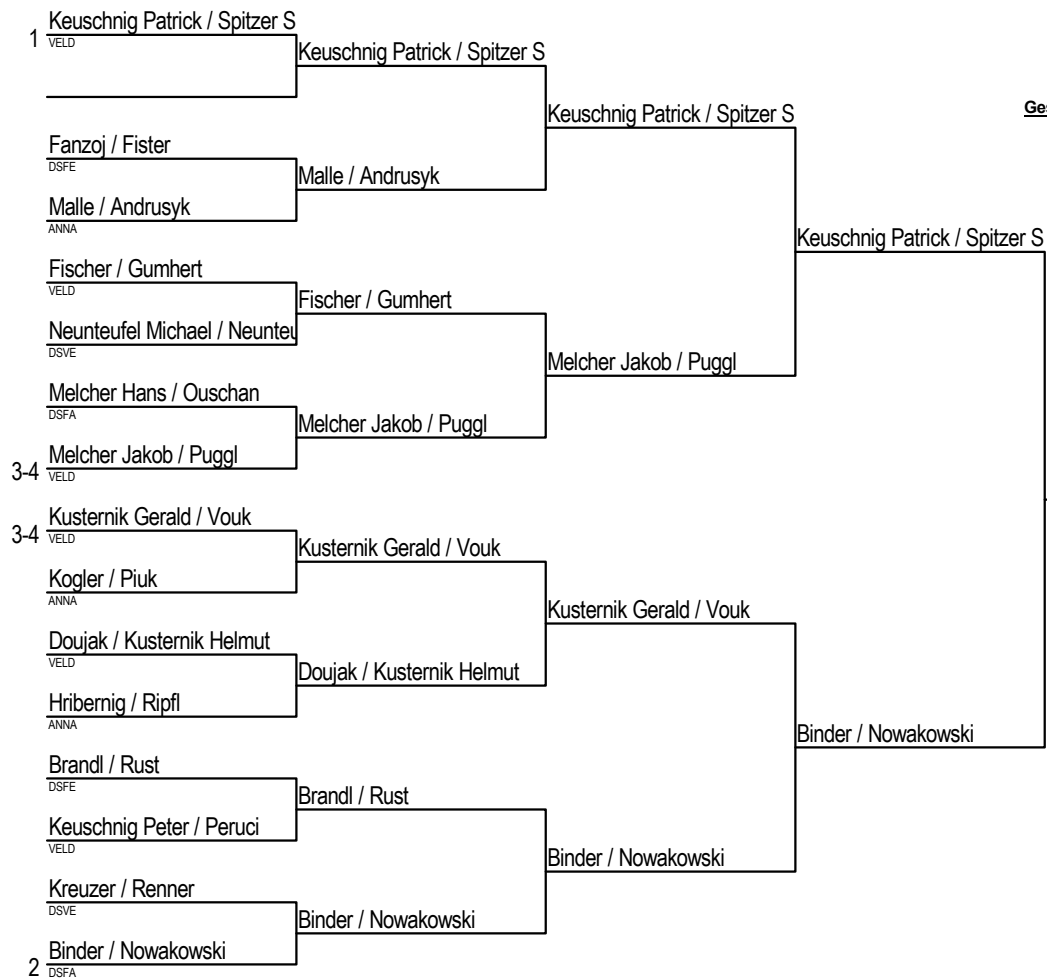 Keuschnig Patrick / Spitzer S
1
VELD
Fanzoj / Fister
DSFE
Malle / Andrusyk
ANNA
Fischer / Gumhert
VELD
Neunteufel Michael / Neunteu
DSVE
Melcher Hans / Ouschan
DSFA
Melcher Jakob / Puggl
3-4
VELD
Kusternik Gerald / Vouk
3-4
VELD
Kogler / Piuk
ANNA
Doujak / Kusternik Helmut
VELD
Hribernig / Ripfl
ANNA
Brandl / Rust
DSFE
Keuschnig Peter / Peruci
VELD
Kreuzer / Renner
DSVE
Binder / Nowakowski
2
DSFA
Keuschnig Patrick / Spitzer S
Malle / Andrusyk
Fischer / Gumhert
Melcher Jakob / Puggl
Kusternik Gerald / Vouk
Doujak / Kusternik Helmut
Brandl / Rust
Binder / Nowakowski
Keuschnig Patrick / Spitzer S
Melcher Jakob / Puggl
Kusternik Gerald / Vouk
Binder / Nowakowski
Keuschnig Patrick / Spitzer S
Binder / Nowakowski
Ges